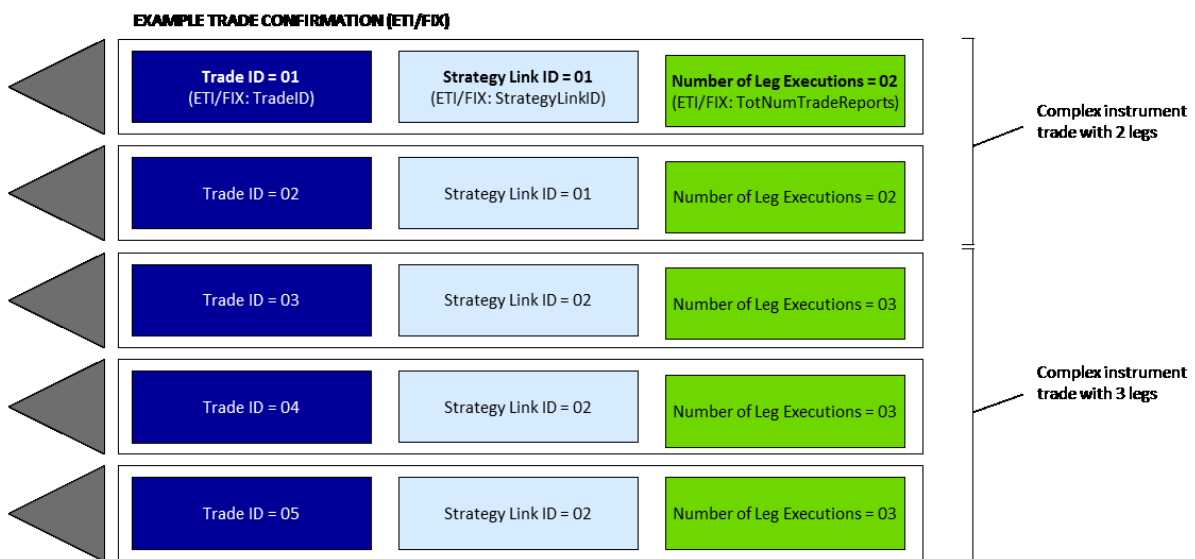 EXAMPLE TRADE CONFIRMATION (ETI/FIX)
Trade ID = 01
(ETI/FIX: TradeID)
Strategy Link ID = 01
(ETI/FIX: StrategyLinkID)
Number of Leg Executions = 02
(ETI/FIX: TotNumTradeReports)
Complex instrument
trade with 2 legs
Trade ID = 02
Strategy Link ID = 01
Number of Leg Executions = 02
Trade ID = 03
Strategy Link ID = 02
Number of Leg Executions = 03
Trade ID = 04
Strategy Link ID = 02
Number of Leg Executions = 03
Complex instrument
trade with 3 legs
Trade ID = 05
Strategy Link ID = 02
Number of Leg Executions = 03